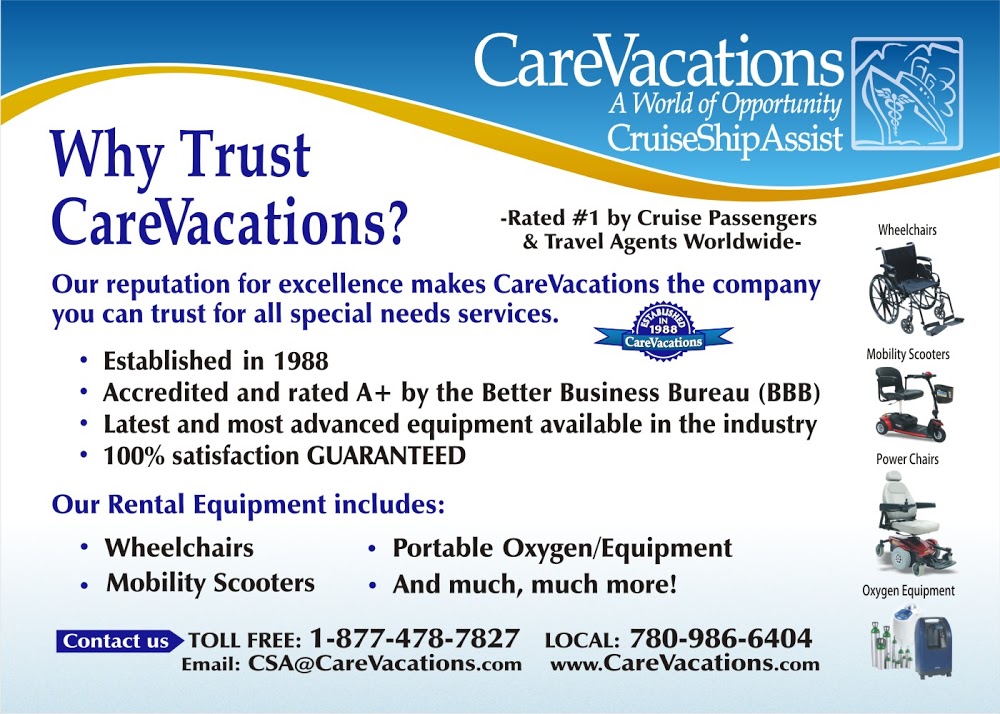 CareVacations
A World of Opportunity
CruiseShipAssist
Why Trust
CareVacations?
-Rated #1 by Cruise Passengers
& Travel Agents Worldwide-
Our reputation for excellence makes CareVacations the company
you can trust for all special needs services.
ESTABLISHED
IN
1988
CareVacations
• Established in 1988
• Accredited and rated A+ by the Better Business Bureau (BBB)
• Latest and most advanced equipment available in the industry
• 100% satisfaction GUARANTEED
Our Rental Equipment includes:
• Wheelchairs
• Mobility Scooters
• Portable Oxygen/Equipment
• And much, much more!
Wheelchairs
Mobility Scooters
Power Chairs
Oxygen Equipment
Contact us TOLL FREE: 1-877-478-7827 LOCAL: 780-986-6404
Email: CSA@CareVacations.com www.CareVacations.com